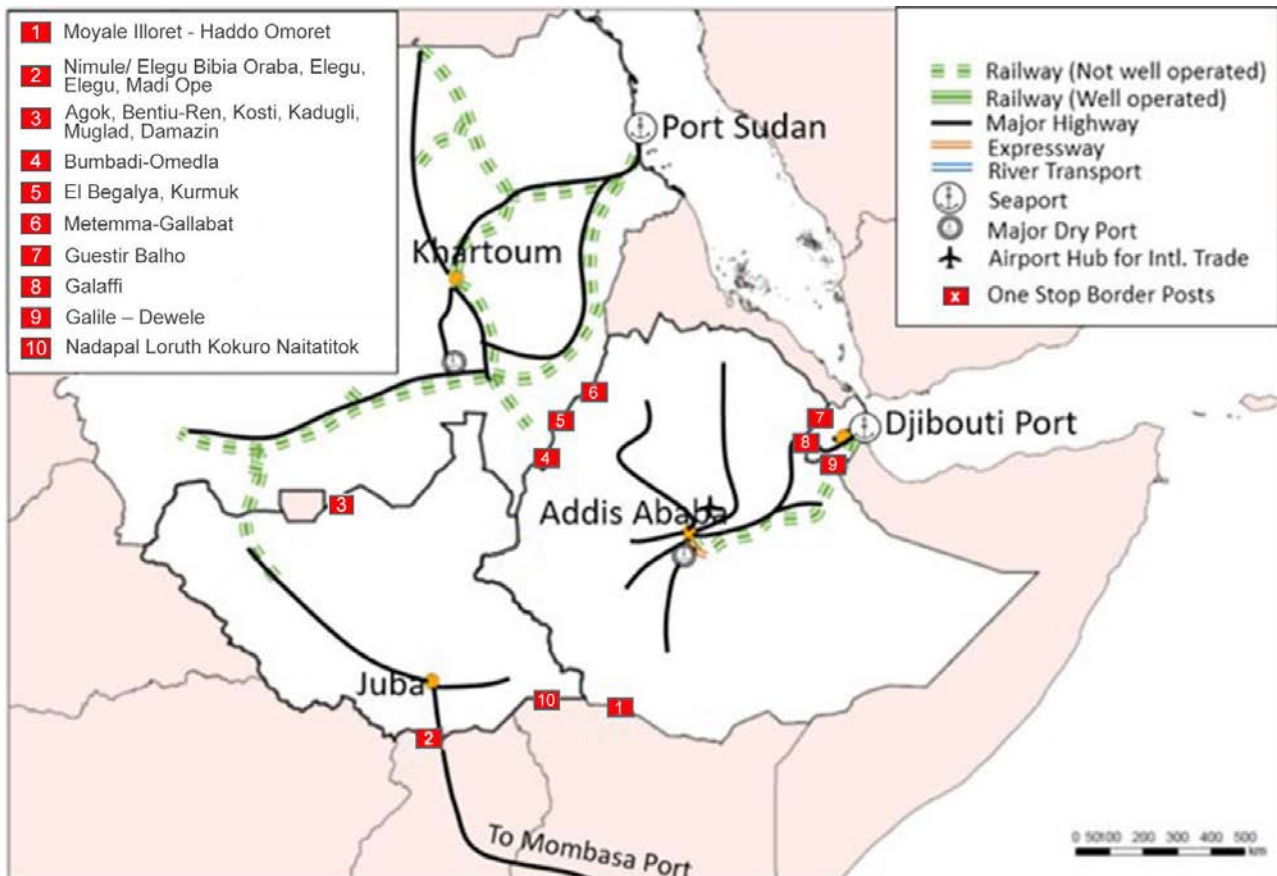 1 Moyale Illoret - Haddo Omoret
2 Nimule/ Elegu Bibia Oraba, Elegu,
Elegu, Madi Ope
3 Agok, Bentiu-Ren, Kosti, Kadugli,
Muglad, Damazin
4 Bumbadi-Omedla
5 El Begalya, Kurmuk
6 Metemma-Gallabat
7 Guestir Balho
8 Galaffi
9 Galile – Dewele
10 Nadapal Loruth Kokuro Naitatitok
Railway (Not well operated)
Railway (Well operated)
Major Highway
Expressway
River Transport
Seaport
Major Dry Port
Airport Hub for Intl. Trade
x One Stop Border Posts
Port Sudan
Khartoum
6
5
7
Djibouti Port
8
4
9
3
Addis Ababa
Juba
10
1
2
To Mombasa Port
0 50100 200 300 400 500
km